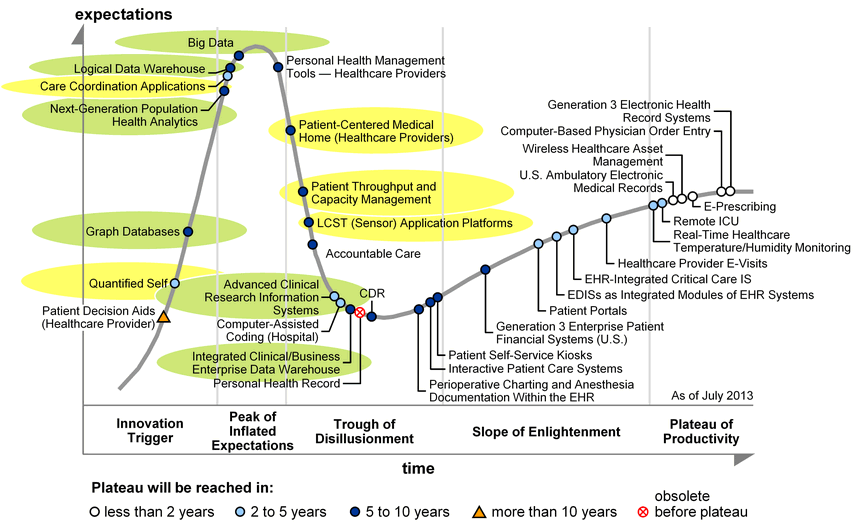 expectations
Big Data
Logical Data Warehouse
Care Coordination Applications
Next-Generation Population
Health Analytics
Graph Databases
Quantified Self
Patient Decision Aids
(Healthcare Provider)
Personal Health Management
Tools — Healthcare Providers
Patient-Centered Medical
Home (Healthcare Providers)
Patient Throughput and
Capacity Management
LCST (Sensor) Application Platforms
Accountable Care
Advanced Clinical
Research Information
Systems
CDR
Computer-Assisted
Coding (Hospital)
Integrated Clinical/Business
Enterprise Data Warehouse
Personal Health Record
Generation 3 Electronic Health
Record Systems
Computer-Based Physician Order Entry
Wireless Healthcare Asset
Management
U.S. Ambulatory Electronic
Medical Records
E-Prescribing
Remote ICU
Real-Time Healthcare
Temperature/Humidity Monitoring
Healthcare Provider E-Visits
EHR-Integrated Critical Care IS
EDISs as Integrated Modules of EHR Systems
Patient Portals
Generation 3 Enterprise Patient
Financial Systems (U.S.)
Patient Self-Service Kiosks
Interactive Patient Care Systems
Perioperative Charting and Anesthesia
Documentation Within the EHR
As of July 2013
Innovation
Trigger
Peak of
Inflated
Expectations
Trough of
Disillusionment
Slope of Enlightenment
Plateau of
Productivity
time
Plateau will be reached in:
less than 2 years
2 to 5 years
5 to 10 years
more than 10 years
obsolete
before plateau